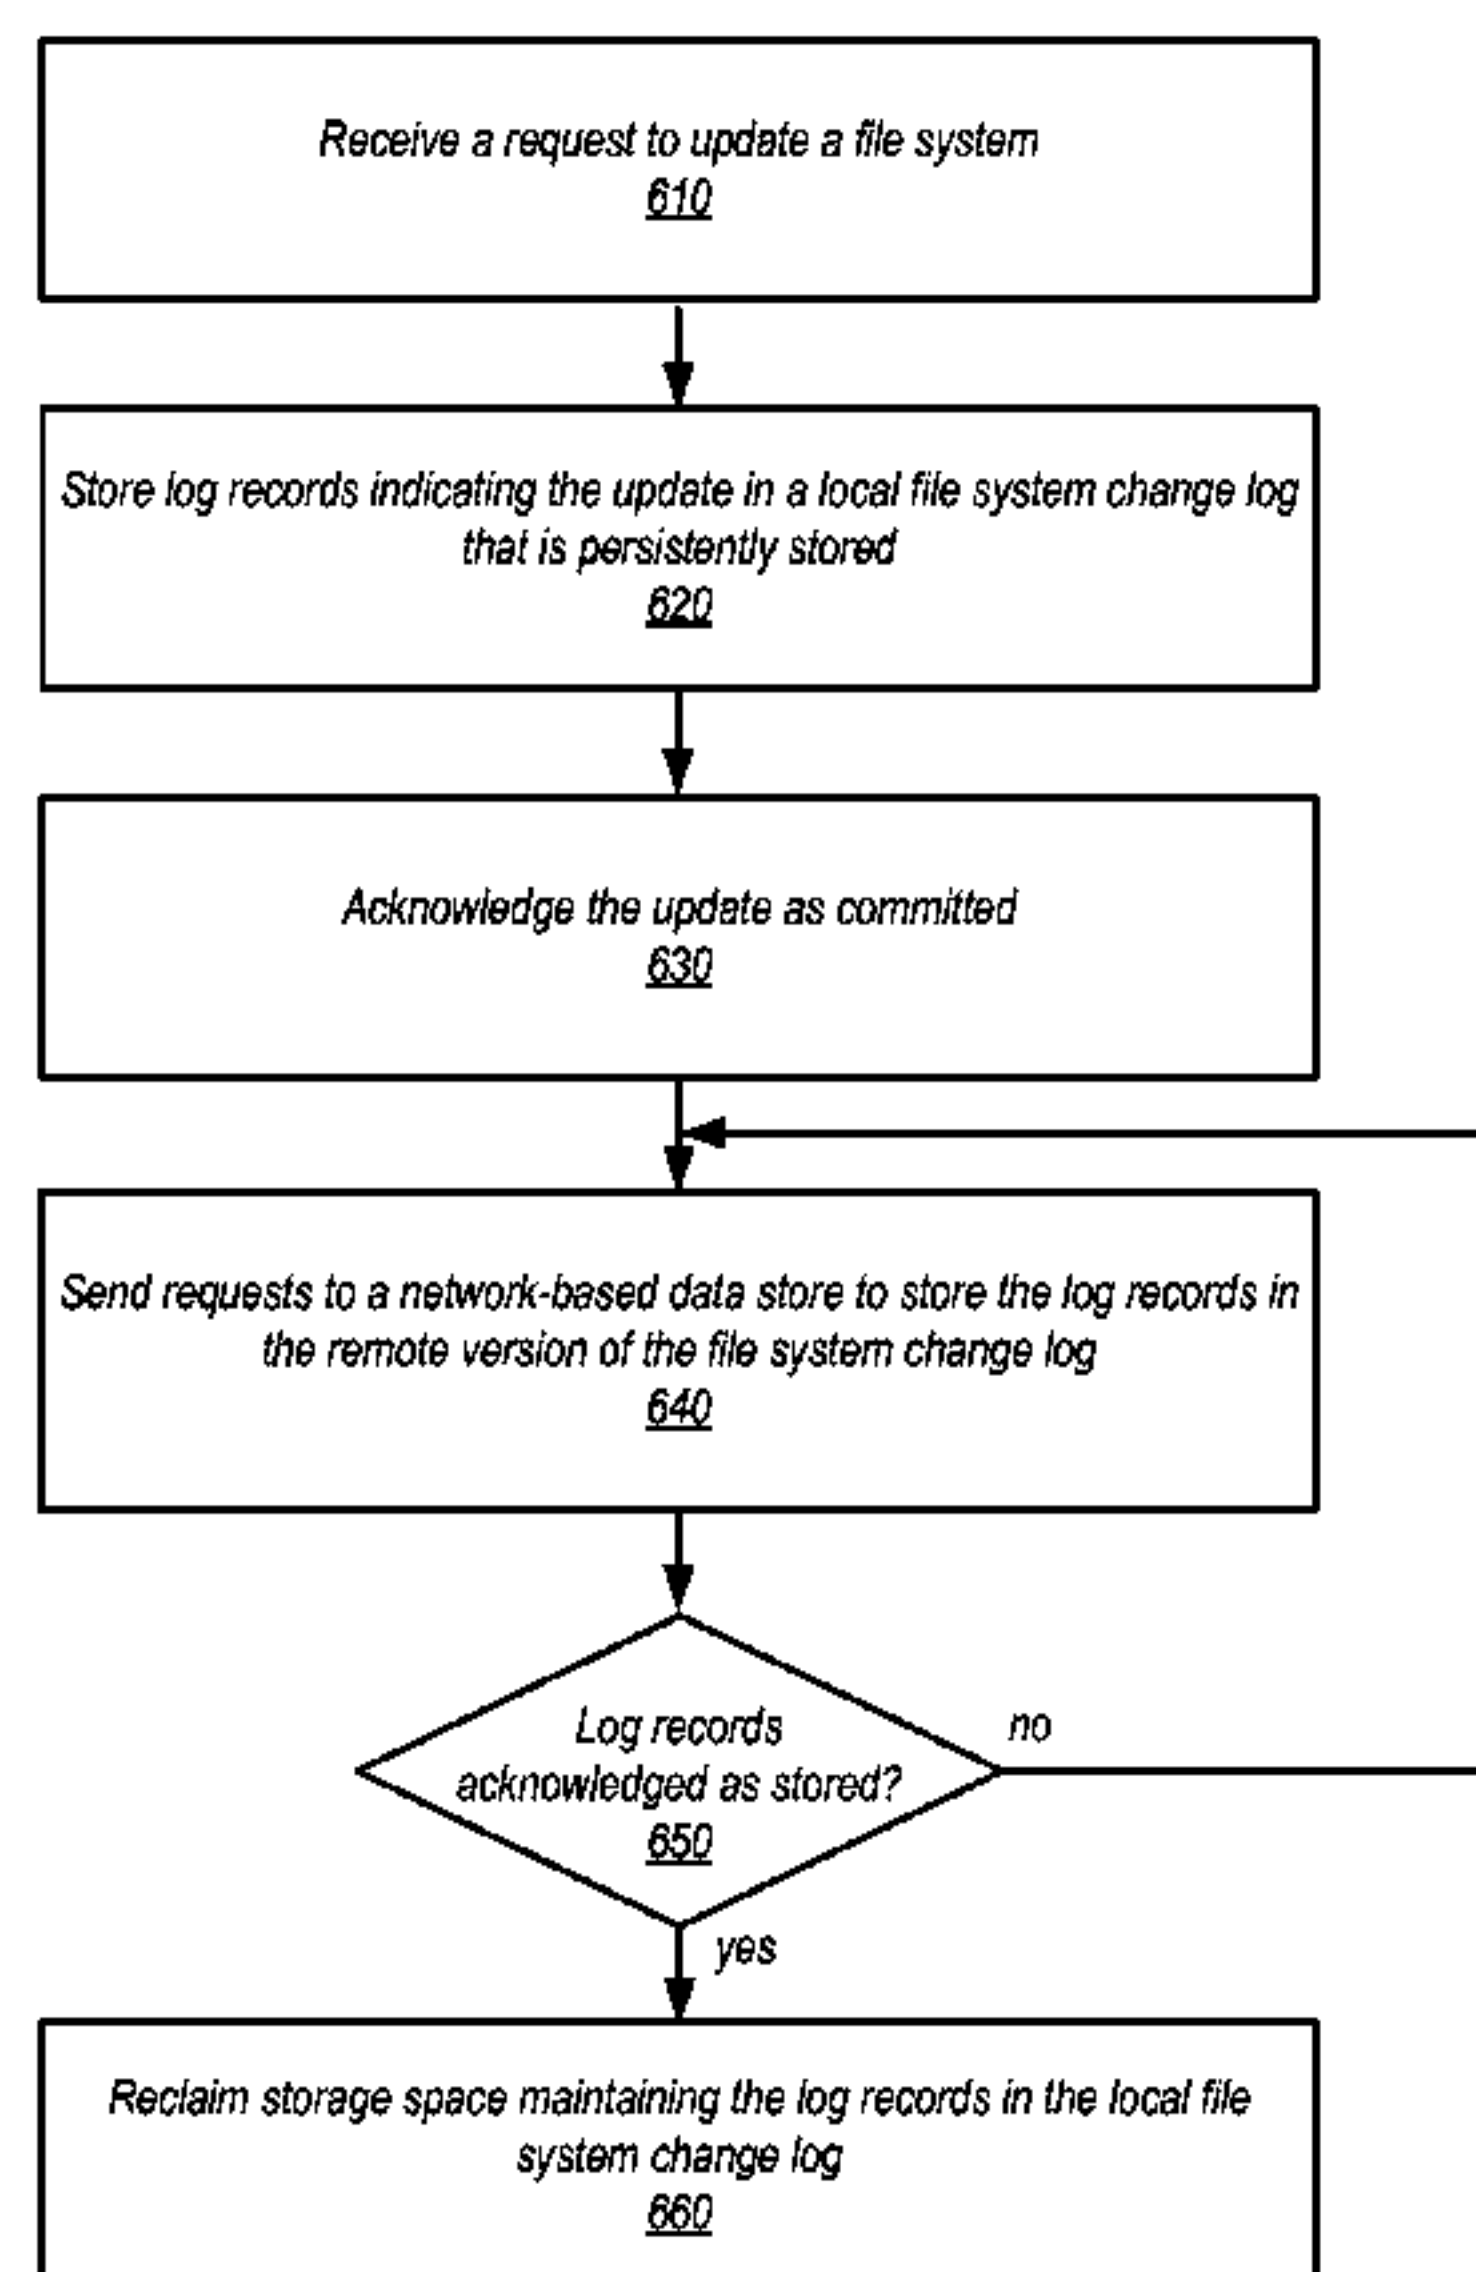 Receive a request to update a file system
610
Store log records indicating the update in a local file system change log
that is persistently stored
620
Acknowledge the update as committed
630
Send requests to a network-based data store to store the log records in
the remote version of the file system change log
640
Log records
acknowledged as stored?
650
no
yes
Reclaim storage space maintaining the log records in the local file
system change log
660